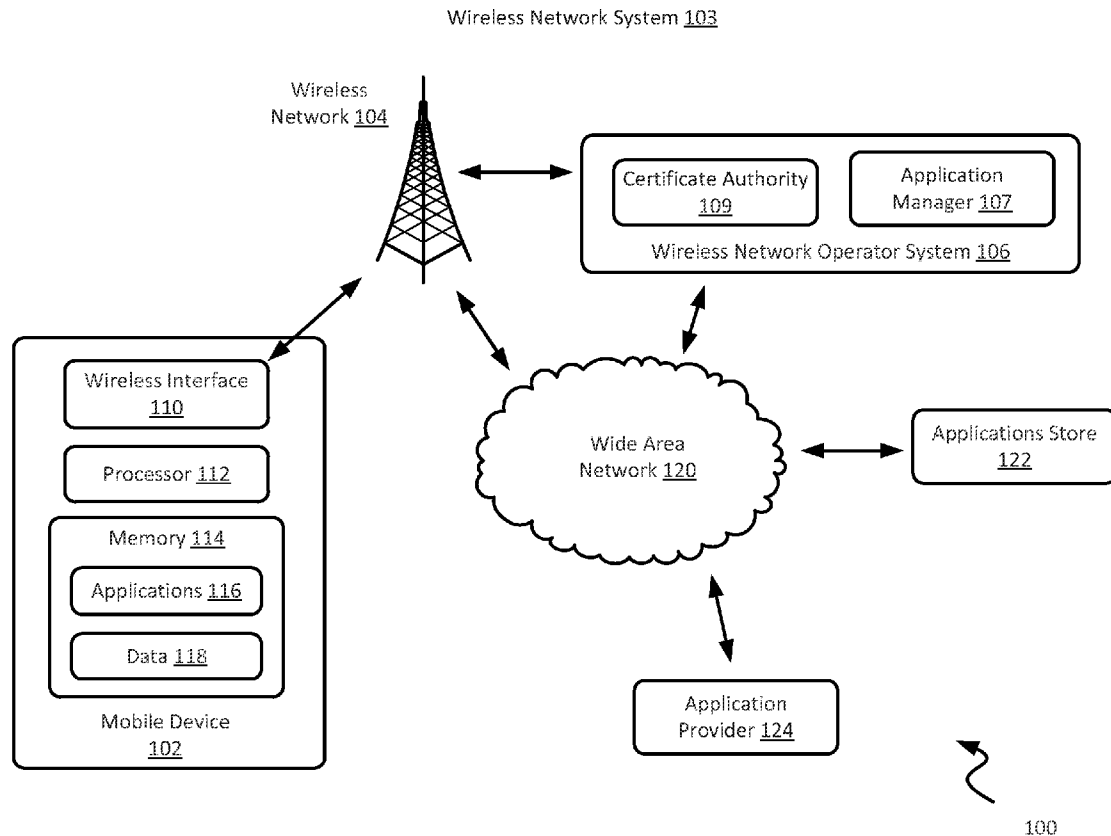 Wireless Network System 103
Wireless
Network 104
Certificate Authority
109
Application
Manager 107
Wireless Network Operator System 106
Wireless Interface
110
Processor 112
Memory 114
Applications 116
Data 118
Mobile Device
102
Wide Area
Network 120
Applications Store
122
Application
Provider 124
100